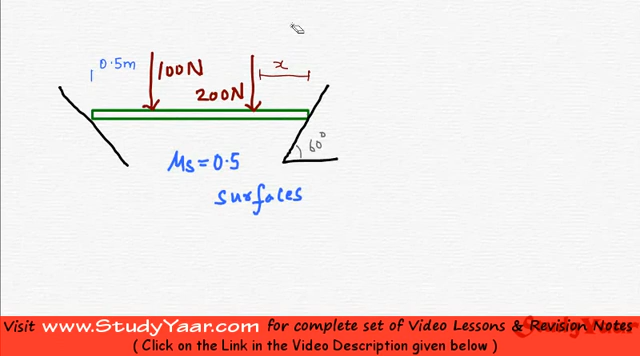 0.5m
100N
x
200N
60°
μs = 0.5
surfaces
Visit www.StudyYaar.com for complete set of Video Lessons & Revision Notes
StudyYaar
( Click on the Link in the Video Description given below )